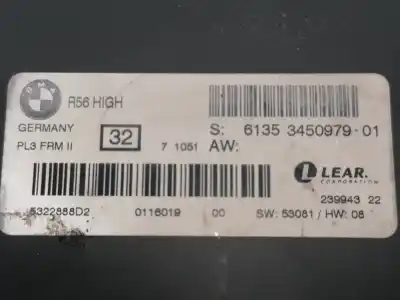 BMW
R56 HIGH
GERMANY
PL3 FRM II
32
7 1051
S: 6135 3450979-01
AW:
LEAR.
CORPORATION
239943 22
5322888D2
0116019
00
SW: 53081 / HW: 08